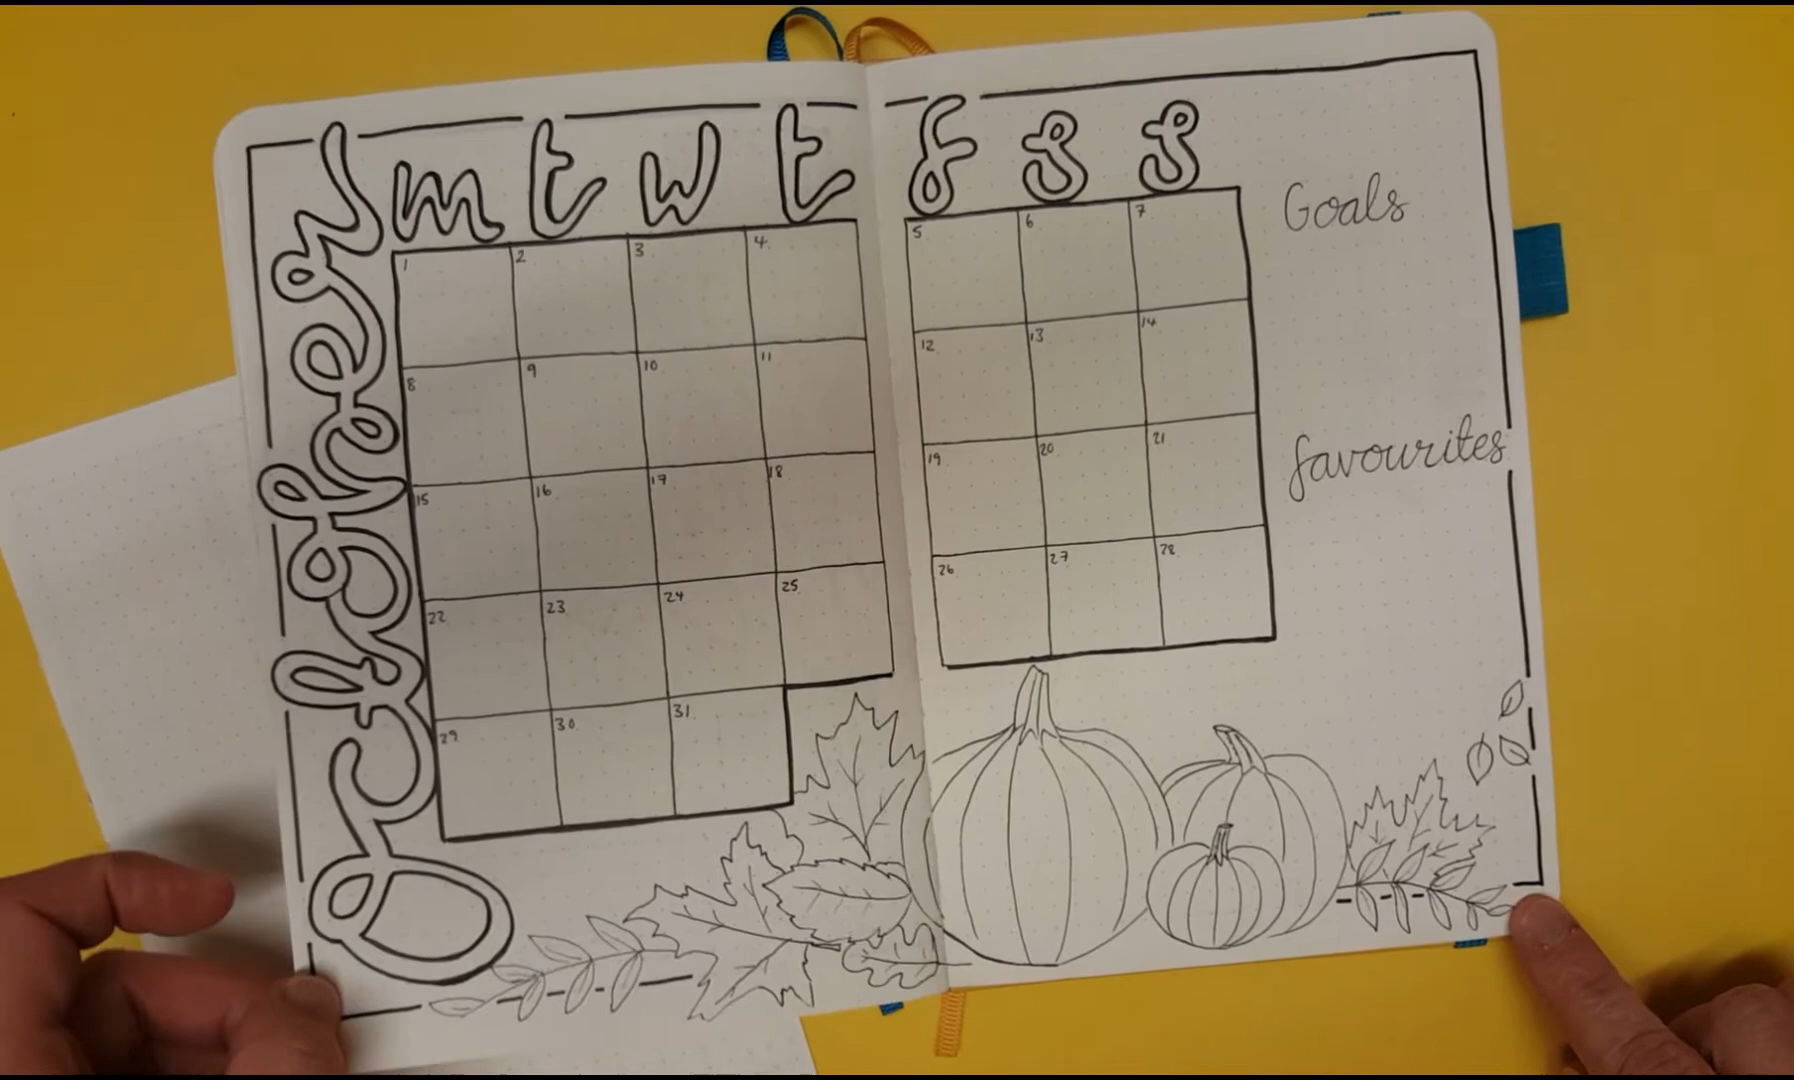 October
m t w t f s s
1 2 3 4 5 6 7
8 9 10 11 12 13 14
15 16 17 18 19 20 21
22 23 24 25 26 27 28
29 30 31
Goals
favourites